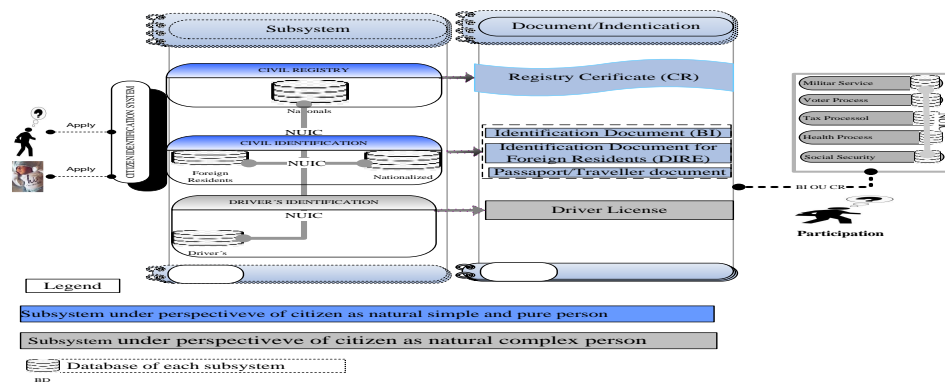 Subsystem
Document/Indentication
CIVIL REGISTRY
Registry Cerificate (CR)
Nationals
NUIC
CITIZEN IDENTIFICATION SYSTEM
Apply
Apply
CIVIL IDENTIFICATION
NUIC
Foreign
Residents
Nationalized
Identification Document (BI)
Identification Document for
Foreign Residents (DIRE)
Passaport/Traveller document
DRIVER´S IDENTIFICATION
NUIC
Driver´s
Driver License
Militar Service
Voter Process
Tax Processol
Health Process
Social Security
BI OU CR
Participation
Legend
Subsystem under perspectiveve of citizen as natural simple and pure person
Subsystem under perspectiveve of citizen as natural complex person
Database of each subsystem
BD